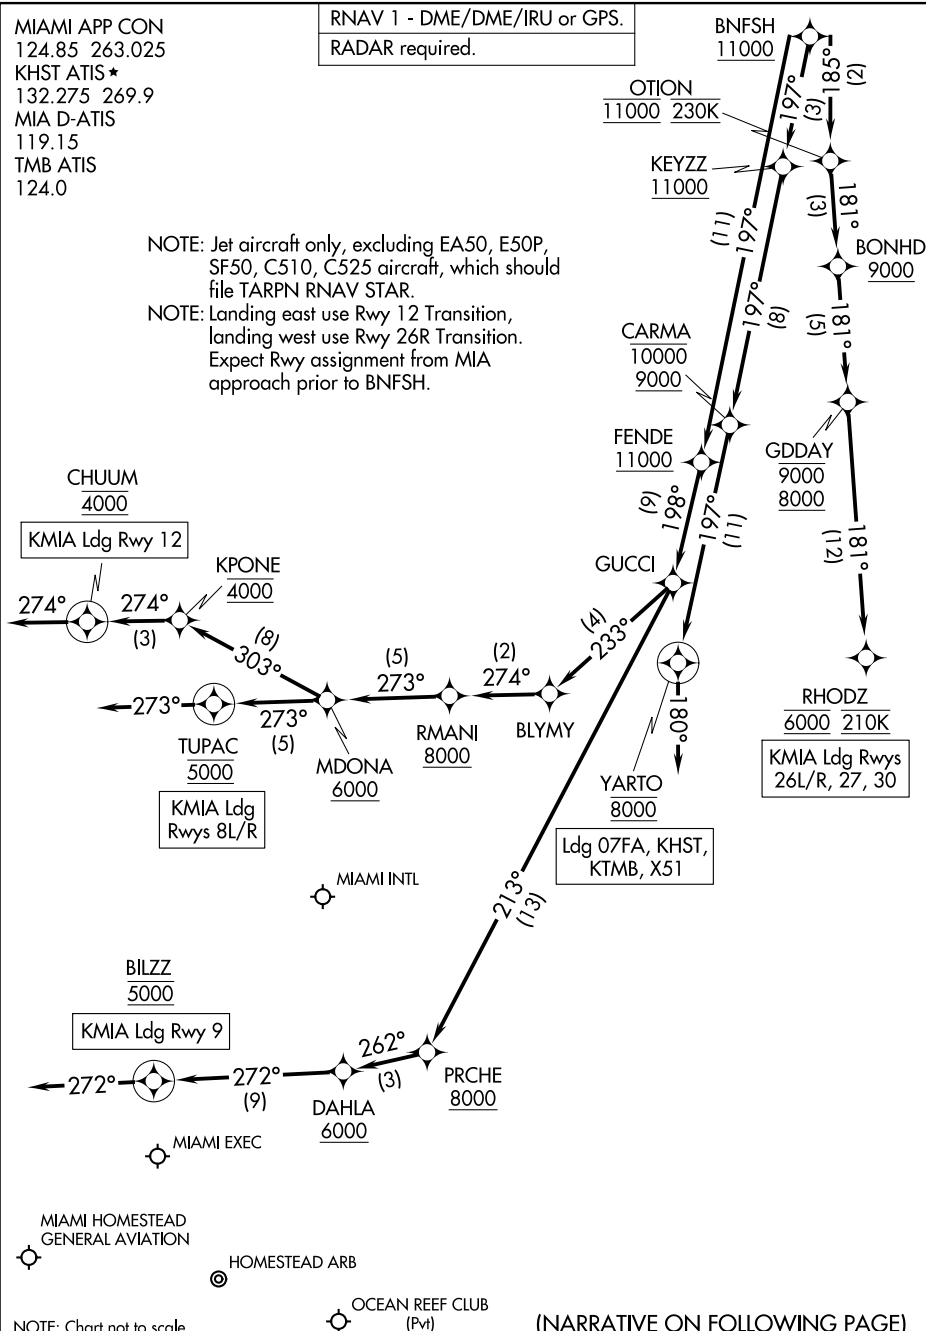 MIAMI APP CON
124.85 263.025
KHST ATIS ★
132.275 269.9
MIA D-ATIS
119.15
TMB ATIS
124.0
RNAV 1 - DME/DME/IRU or GPS.
RADAR required.
BNFSH
11000
185°
(2)
197°
(3)
OTION
11000 230K
KEYZZ
11000
181°
(3)
BONHD
9000
(11)
197°
197°
(8)
181°
(5)
NOTE: Jet aircraft only, excluding EA50, E50P,
SF50, C510, C525 aircraft, which should
file TARPN RNAV STAR.
NOTE: Landing east use Rwy 12 Transition,
landing west use Rwy 26R Transition.
Expect Rwy assignment from MIA
approach prior to BNFSH.
CARMA
10000
9000
FENDE
11000
GDDAY
9000
8000
(9)
198°
197°
(11)
181°
(12)
CHUUM
4000
KMIA Ldg Rwy 12
KPONE
4000
GUCCI
274°
274°
(3)
(8)
303°
(4)
233°
(5)
273°
(2)
274°
273°
273°
(5)
TUPAC
5000
KMIA Ldg
Rwys 8L/R
MDONA
6000
RMANI
8000
BLYMY
180°
YARTO
8000
Ldg 07FA, KHST,
KTMB, X51
RHODZ
6000 210K
KMIA Ldg Rwys
26L/R, 27, 30
MIAMI INTL
213°
(13)
BILZZ
5000
KMIA Ldg Rwy 9
262°
(3)
PRCHE
8000
272°
272°
(9)
DAHLA
6000
MIAMI EXEC
MIAMI HOMESTEAD
GENERAL AVIATION
HOMESTEAD ARB
OCEAN REEF CLUB
(Pvt)
NOTE: Chart not to scale
(NARRATIVE ON FOLLOWING PAGE)